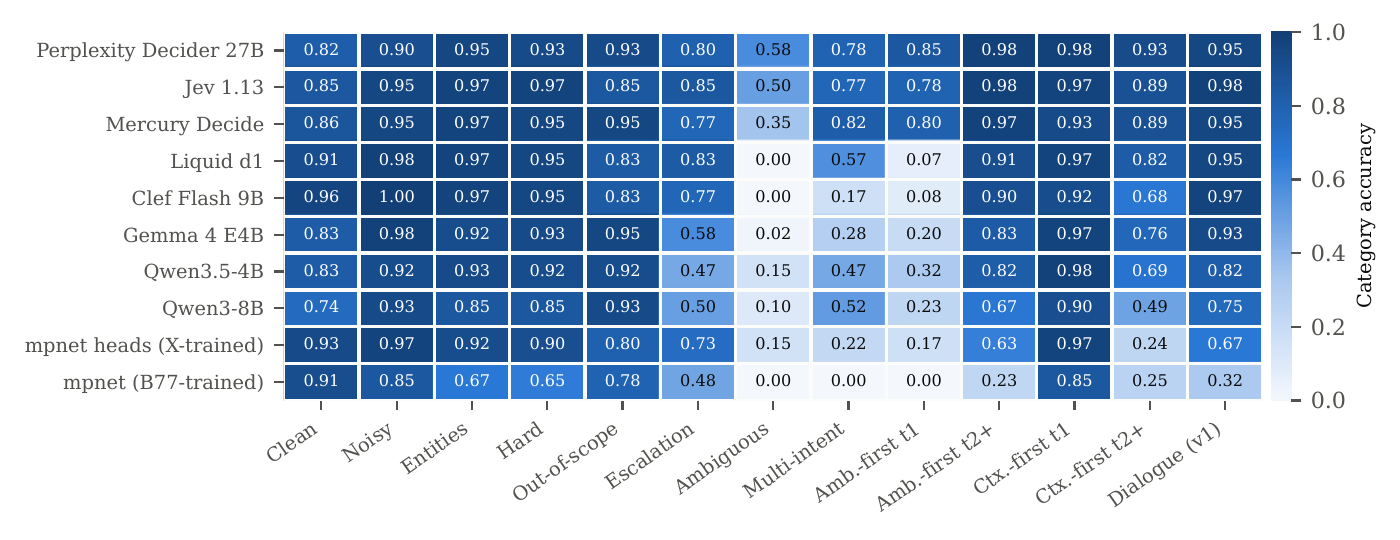 Perplexity Decider 27B 0.82 0.90 0.95 0.93 0.93 0.80 0.58 0.78 0.85 0.98 0.98 0.93 0.95
Jev 1.13 0.85 0.95 0.97 0.97 0.85 0.85 0.50 0.77 0.78 0.98 0.97 0.89 0.98
Mercury Decide 0.86 0.95 0.97 0.95 0.95 0.77 0.35 0.82 0.80 0.97 0.93 0.89 0.95
Liquid d1 0.91 0.98 0.97 0.95 0.83 0.83 0.00 0.57 0.07 0.91 0.97 0.82 0.95
Clef Flash 9B 0.96 1.00 0.97 0.95 0.83 0.77 0.00 0.17 0.08 0.90 0.92 0.68 0.97
Gemma 4 E4B 0.83 0.98 0.92 0.93 0.95 0.58 0.02 0.28 0.20 0.83 0.97 0.76 0.93
Qwen3.5-4B 0.83 0.92 0.93 0.92 0.92 0.47 0.15 0.47 0.32 0.82 0.98 0.69 0.82
Qwen3-8B 0.74 0.93 0.85 0.85 0.93 0.50 0.10 0.52 0.23 0.67 0.90 0.49 0.75
mpnet heads (X-trained) 0.93 0.97 0.92 0.90 0.80 0.73 0.15 0.22 0.17 0.63 0.97 0.24 0.67
mpnet (B77-trained) 0.91 0.85 0.67 0.65 0.78 0.48 0.00 0.00 0.00 0.23 0.85 0.25 0.32
Clean
Noisy
Entities
Hard
Out-of-scope
Escalation
Ambiguous
Multi-intent
Amb.-first t1
Amb.-first t2+
Ctx.-first t1
Ctx.-first t2+
Dialogue (v1)
1.0
0.8
0.6
0.4
0.2
0.0
Category accuracy